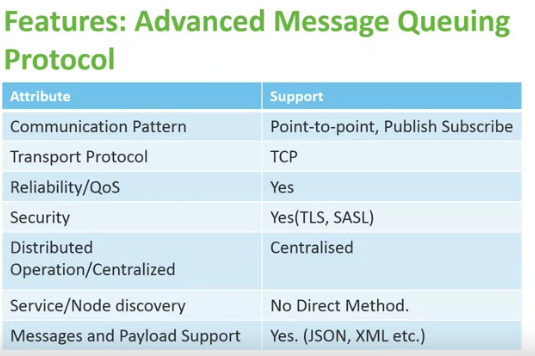 Features: Advanced Message Queuing
Protocol
Attribute Support
Communication Pattern Point-to-point, Publish Subscribe
Transport Protocol TCP
Reliability/QoS Yes
Security Yes(TLS, SASL)
Distributed Centralised
Operation/Centralized
Service/Node discovery No Direct Method.
Messages and Payload Support Yes. (JSON, XML etc.)